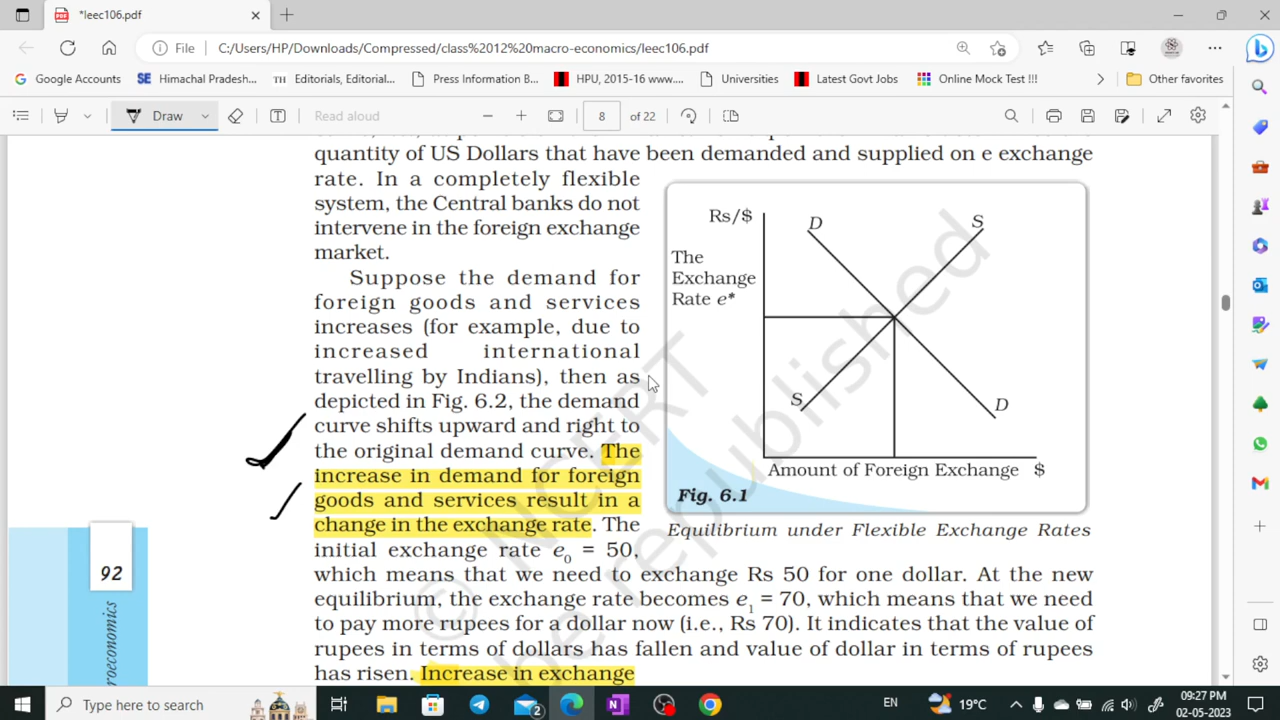 *leec106.pdf
File
C:/Users/HP/Downloads/Compressed/class%2012%20macro-economics/leec106.pdf
Google Accounts
SE Himachal Pradesh...
TH Editorials, Editorial...
Press Information B...
HPU, 2015-16 www....
Universities
Latest Govt Jobs
Online Mock Test !!!
Other favorites
Draw
Read aloud
8 of 22
quantity of US Dollars that have been demanded and supplied on e exchange
rate. In a completely flexible
system, the Central banks do not
intervene in the foreign exchange
market.
Suppose the demand for
foreign goods and services
increases (for example, due to
increased international
travelling by Indians), then as
depicted in Fig. 6.2, the demand
curve shifts upward and right to
the original demand curve. The
increase in demand for foreign
goods and services result in a
change in the exchange rate. The
initial exchange rate e0 = 50,
which means that we need to exchange Rs 50 for one dollar. At the new
equilibrium, the exchange rate becomes e1 = 70, which means that we need
to pay more rupees for a dollar now (i.e., Rs 70). It indicates that the value of
rupees in terms of dollars has fallen and value of dollar in terms of rupees
has risen. Increase in exchange
Rs/$
The
Exchange
Rate e*
D
S
S
D
Amount of Foreign Exchange $
Fig. 6.1
Equilibrium under Flexible Exchange Rates
© NCERT
be republished
92
roeconomics
Type here to search
2
EN
19°C
09:27 PM
02-05-2023